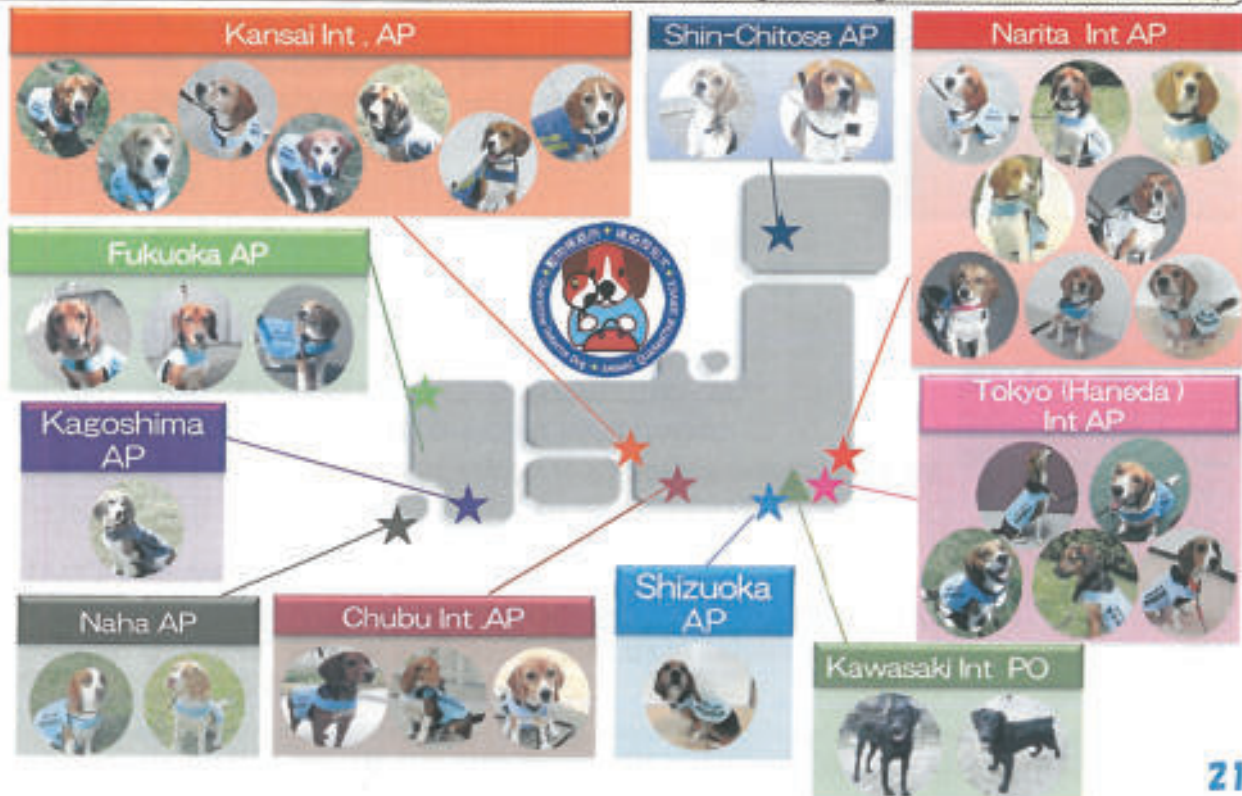 Kansai Int . AP
Shin-Chitose AP
Narita Int AP
Fukuoka AP
Kagoshima
AP
Tokyo (Haneda )
Int AP
Naha AP
Chubu Int .AP
Shizuoka
AP
Kawasaki Int PO
21